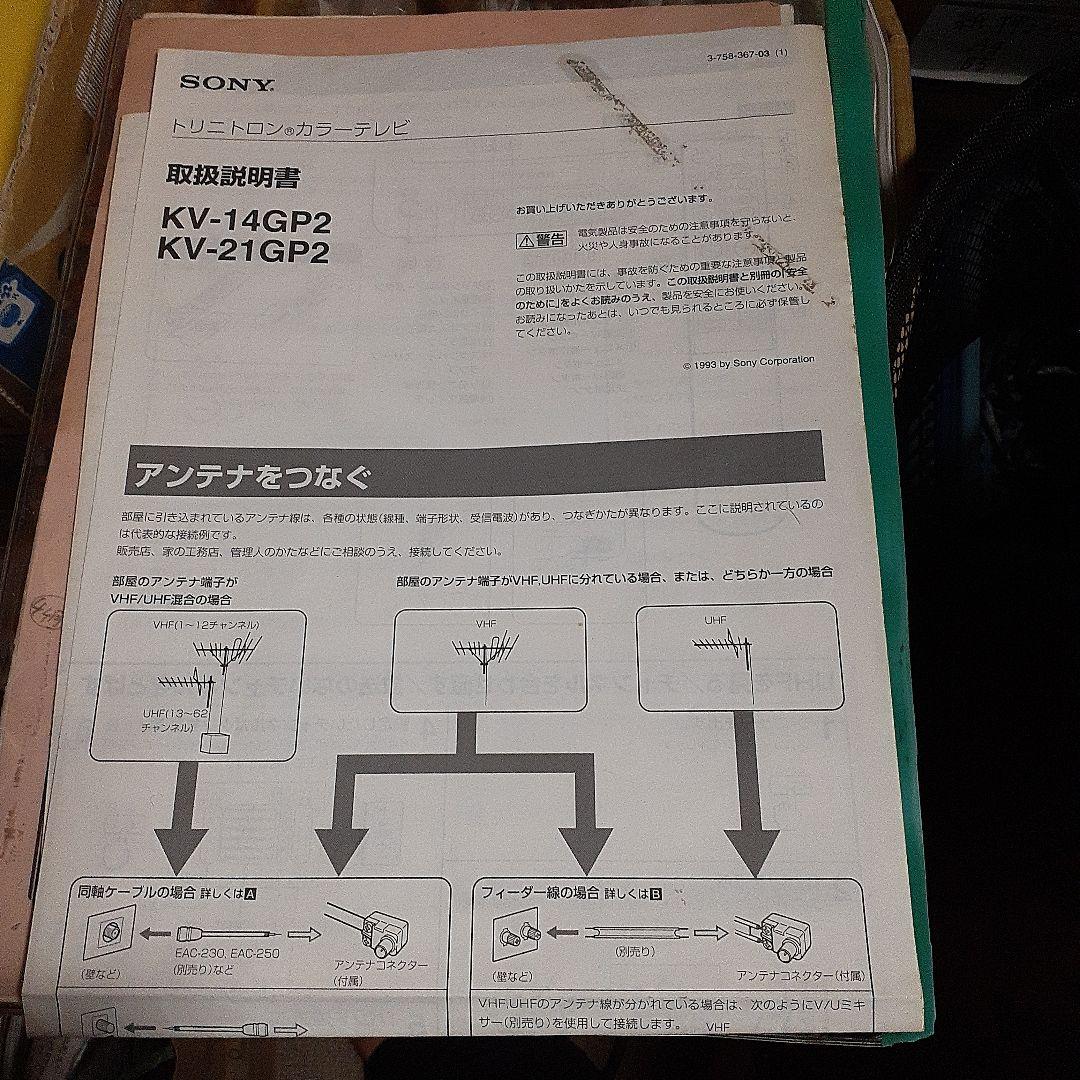 3-758-367-03 (1)
SONY®
トリニトロン®カラーテレビ
取扱説明書
KV-14GP2
KV-21GP2
お買い上げいただきありがとうございます。
警告
電気製品は安全のための注意事項を守らないと、
火災や人身事故になることがあります。
この取扱説明書には、事故を防ぐための重要な注意事項と製品
の取り扱いかたを示しています。この取扱説明書と別冊の「安全
のために」をよくお読みのうえ、製品を安全にお使いください。
お読みになったあとは、いつでも見られるところに必ず保管し
てください。
© 1993 by Sony Corporation
アンテナをつなぐ
部屋に引き込まれているアンテナ線は、各種の状態(線種、端子形状、受信電波)があり、つなぎかたが異なります。ここに説明されているの
は代表的な接続例です。
販売店、家の工務店、管理人のかたなどにご相談のうえ、接続してください。
部屋のアンテナ端子が
VHF/UHF混合の場合
部屋のアンテナ端子がVHF,UHFに分れている場合、または、どちらか一方の場合
VHF(1〜12チャンネル)
UHF(13〜62
チャンネル)
VHF
UHF
同軸ケーブルの場合 詳しくはA
(壁など)
EAC-230, EAC-250
(別売り)など
アンテナコネクター
(付属)
フィーダー線の場合 詳しくはB
(壁など)
(別売り)
アンテナコネクター(付属)
VHF,UHFのアンテナ線が分かれている場合は、次のようにV/Uミキ
サー(別売り)を使用して接続します。
VHF